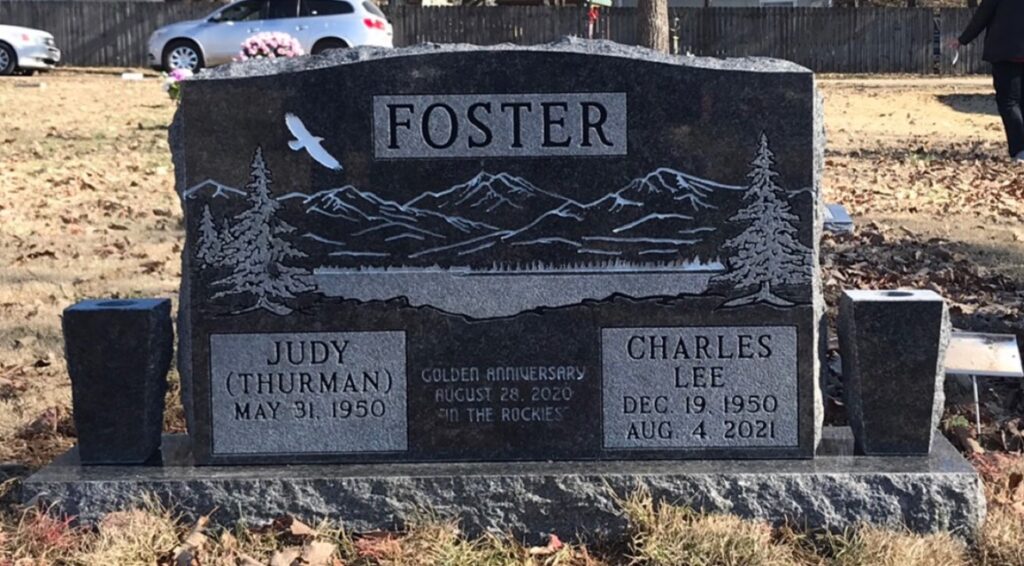 FOSTER
JUDY
(THURMAN)
MAY 31, 1950
GOLDEN ANNIVERSARY
AUGUST 28, 2020
"IN THE ROCKIES"
CHARLES
LEE
DEC. 19, 1950
AUG. 4, 2021